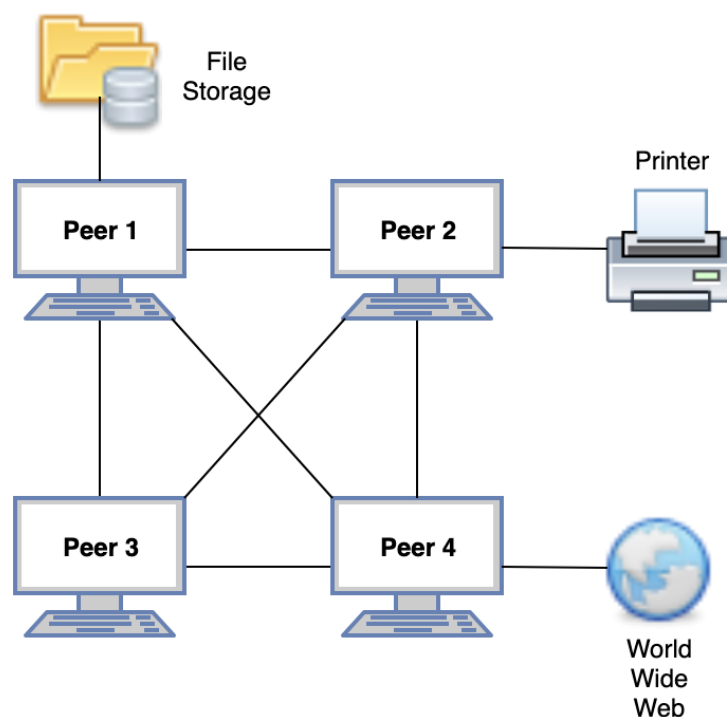 File
Storage
Printer
Peer 1
Peer 2
Peer 3
Peer 4
World
Wide
Web